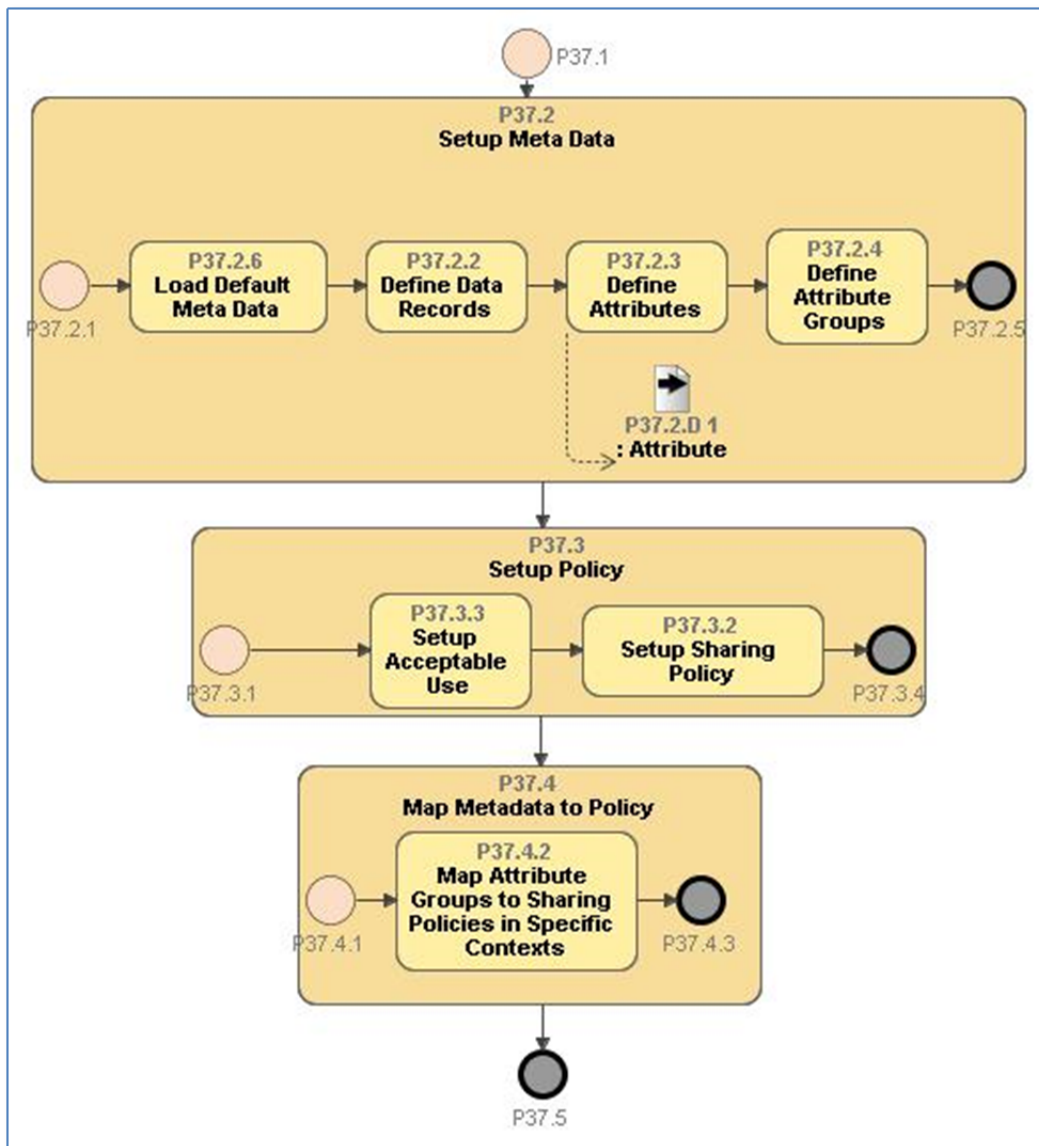 P37.1
P37.2
Setup Meta Data
P37.2.1
P37.2.6
Load Default
Meta Data
P37.2.2
Define Data
Records
P37.2.3
Define
Attributes
P37.2.4
Define
Attribute
Groups
P37.2.5
P37.2.D 1
: Attribute
P37.3
Setup Policy
P37.3.1
P37.3.3
Setup
Acceptable
Use
P37.3.2
Setup Sharing
Policy
P37.3.4
P37.4
Map Metadata to Policy
P37.4.1
P37.4.2
Map Attribute
Groups to Sharing
Policies in Specific
Contexts
P37.4.3
P37.5